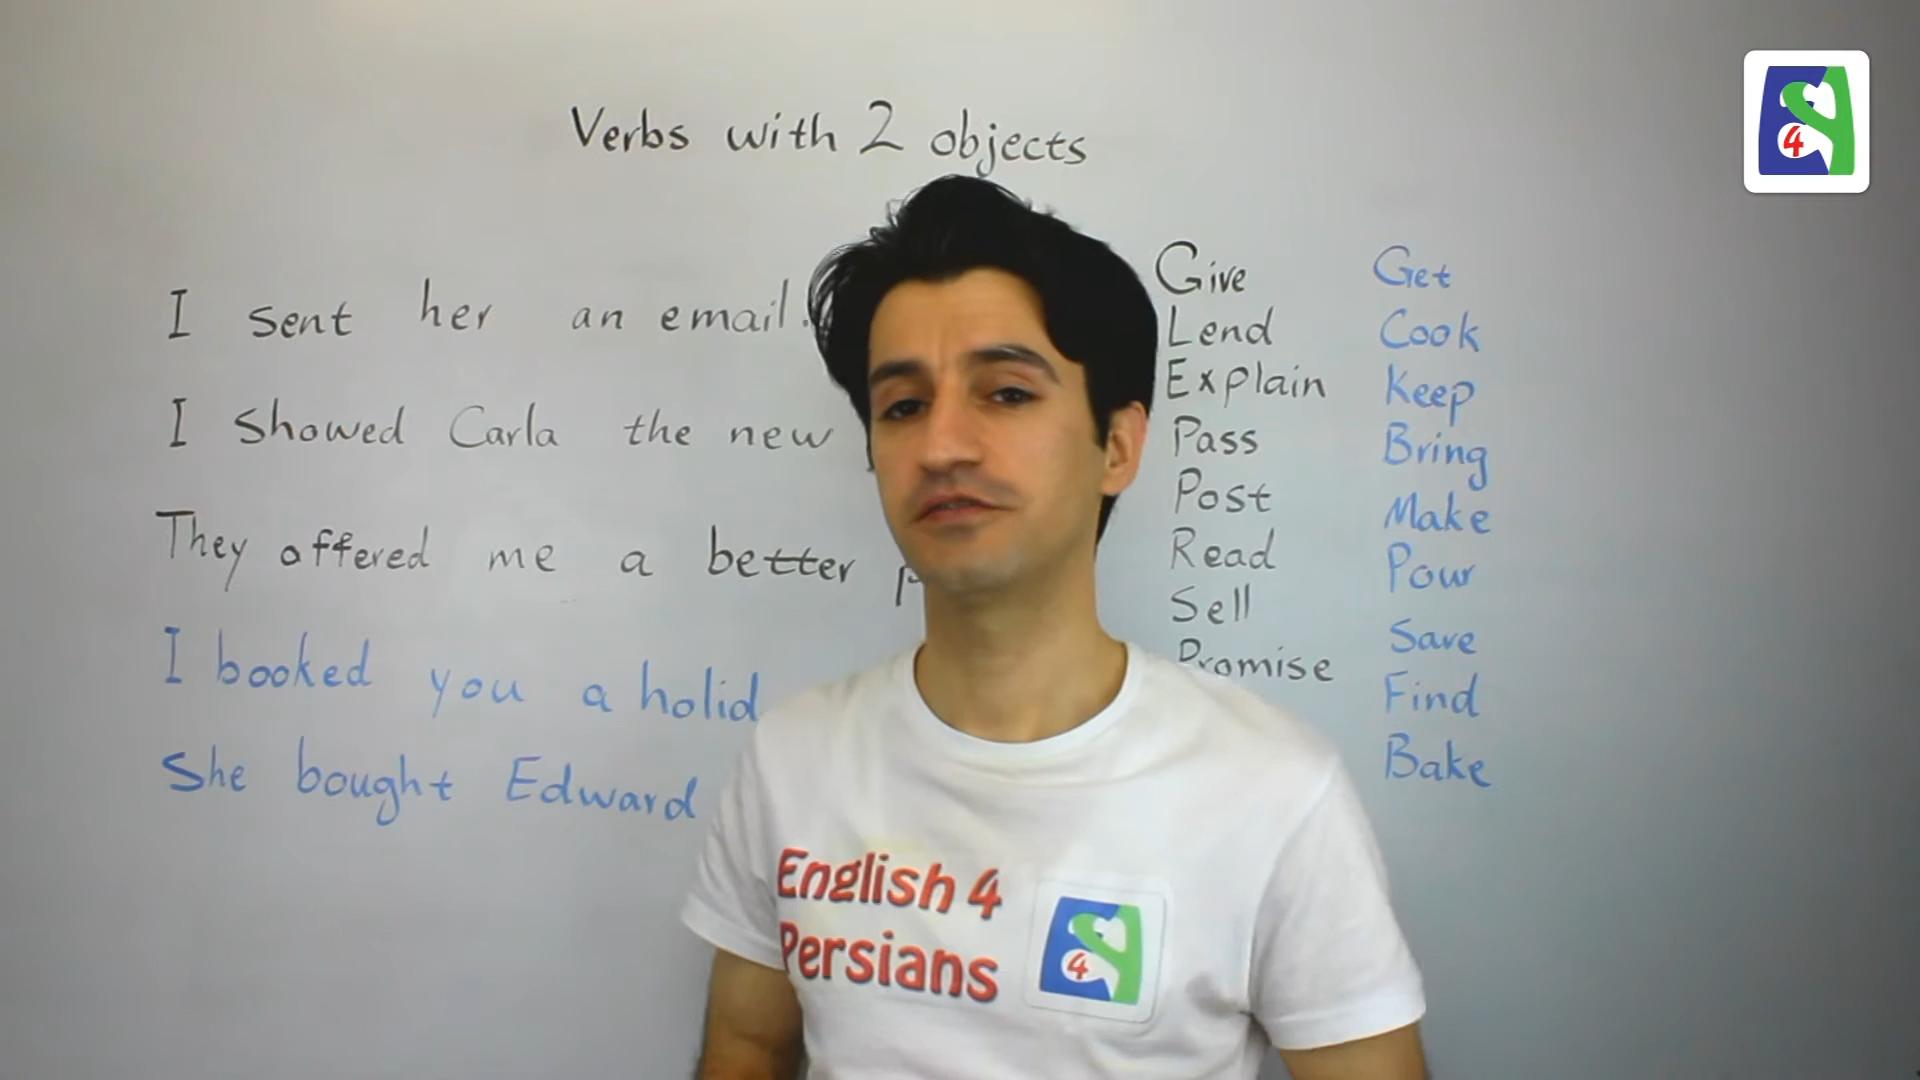 Verbs with 2 objects
I sent her an email.
I showed Carla the new
They offered me a better
I booked you a holid
She bought Edward
Give
Lend
Explain
Pass
Post
Read
Sell
Promise
Get
Cook
Keep
Bring
Make
Pour
Save
Find
Bake
English 4
Persians
4
4